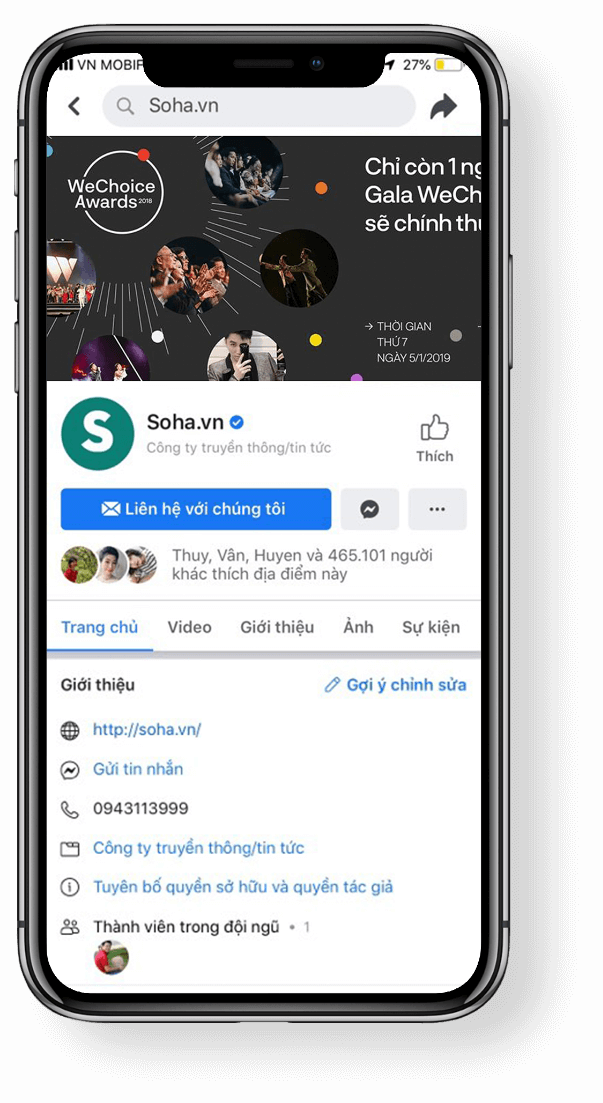 VN MOBIF
27%
Soha.vn
WeChoice
Awards 2018
Chỉ còn 1 ng
Gala WeCh
sẽ chính thu
→ THỜI GIAN
THỨ 7
NGÀY 5/1/2019
S
Soha.vn
Công ty truyền thông/tin tức
Thích
Liên hệ với chúng tôi
Thuy, Vân, Huyen và 465.101 người
khác thích địa điểm này
Trang chủ Video Giới thiệu Ảnh Sự kiện
Giới thiệu
Gợi ý chỉnh sửa
http://soha.vn/
Gửi tin nhắn
0943113999
Công ty truyền thông/tin tức
Tuyên bố quyền sở hữu và quyền tác giả
Thành viên trong đội ngũ • 1